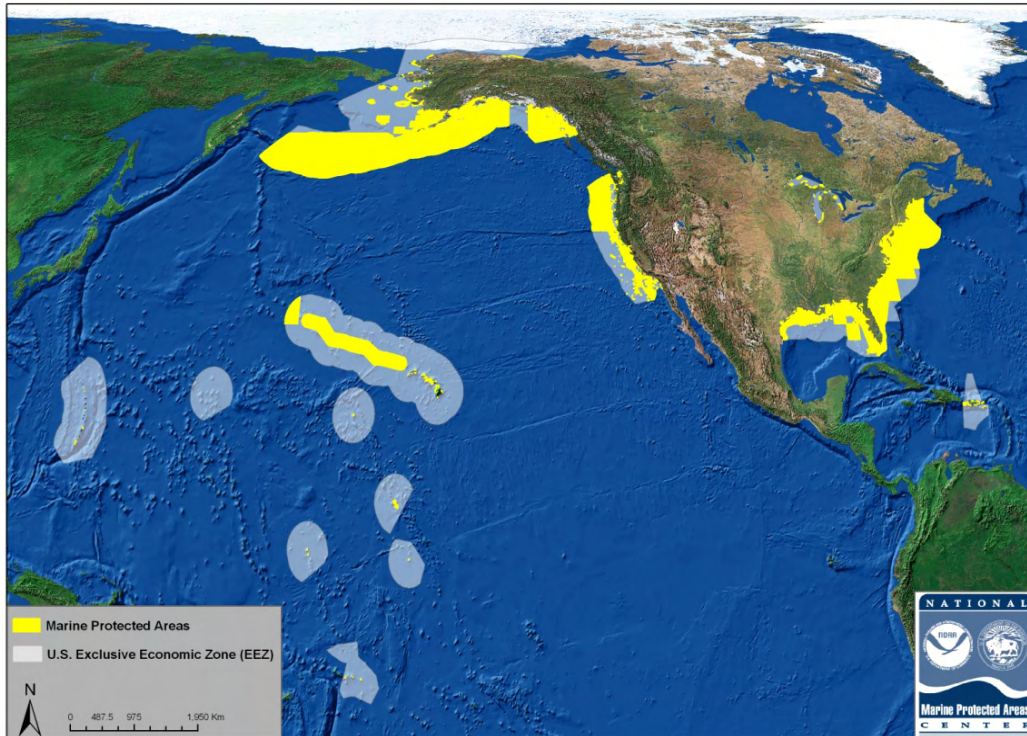 Marine Protected Areas
U.S. Exclusive Economic Zone (EEZ)
N
0 487.5 975 1,950 Km
NATIONAL
NOAA
Marine Protected Areas
CENTER